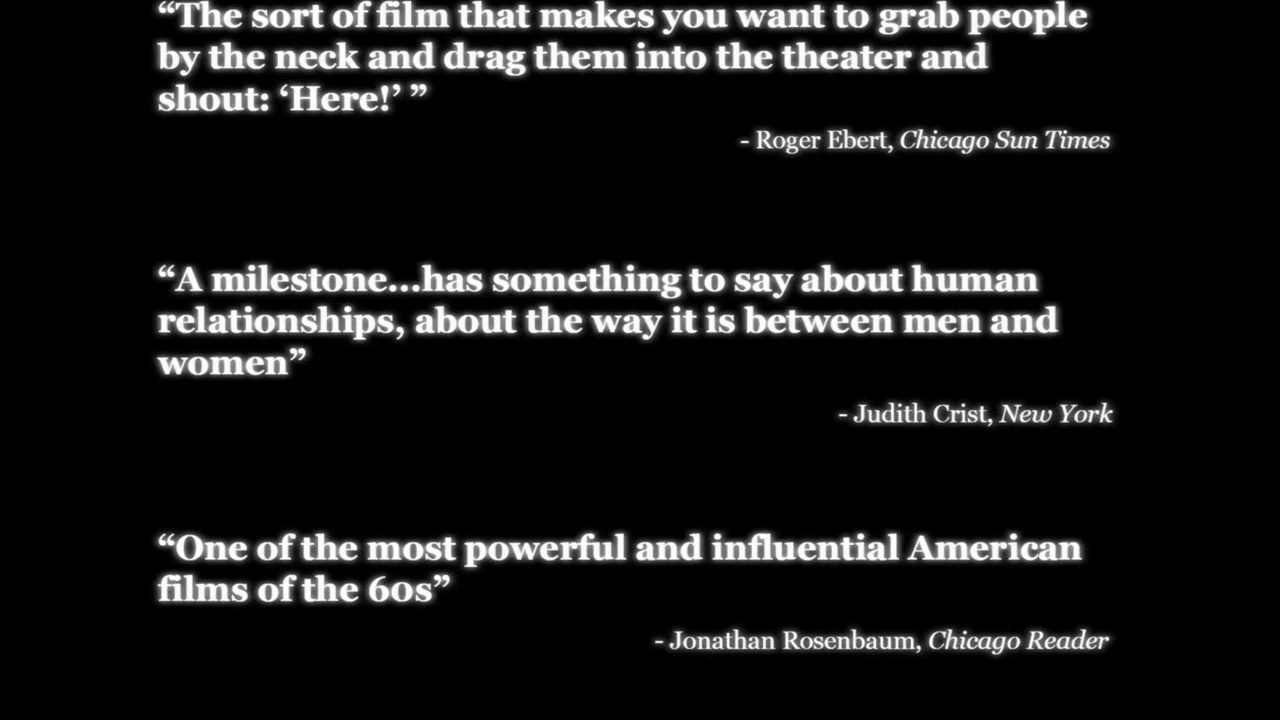 “The sort of film that makes you want to grab people
by the neck and drag them into the theater and
shout: ‘Here!’ ”
- Roger Ebert, Chicago Sun Times
“A milestone...has something to say about human
relationships, about the way it is between men and
women”
- Judith Crist, New York
“One of the most powerful and influential American
films of the 60s”
- Jonathan Rosenbaum, Chicago Reader